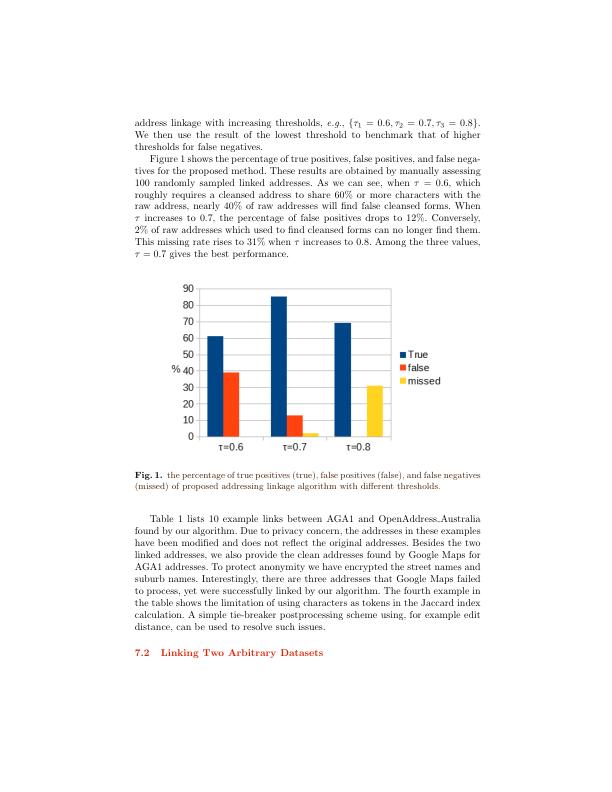 address linkage with increasing thresholds, e.g., {τ1 = 0.6, τ2 = 0.7, τ3 = 0.8}.
We then use the result of the lowest threshold to benchmark that of higher
thresholds for false negatives.
Figure 1 shows the percentage of true positives, false positives, and false nega-
tives for the proposed method. These results are obtained by manually assessing
100 randomly sampled linked addresses. As we can see, when τ = 0.6, which
roughly requires a cleansed address to share 60% or more characters with the
raw address, nearly 40% of raw addresses will find false cleansed forms. When
τ increases to 0.7, the percentage of false positives drops to 12%. Conversely,
2% of raw addresses which used to find cleansed forms can no longer find them.
This missing rate rises to 31% when τ increases to 0.8. Among the three values,
τ = 0.7 gives the best performance.
90
80
70
60
50
% 40
30
20
10
0
τ=0.6 τ=0.7 τ=0.8
True
false
missed
Fig. 1. the percentage of true positives (true), false positives (false), and false negatives
(missed) of proposed addressing linkage algorithm with different thresholds.
Table 1 lists 10 example links between AGA1 and OpenAddress_Australia
found by our algorithm. Due to privacy concern, the addresses in these examples
have been modified and does not reflect the original addresses. Besides the two
linked addresses, we also provide the clean addresses found by Google Maps for
AGA1 addresses. To protect anonymity we have encrypted the street names and
suburb names. Interestingly, there are three addresses that Google Maps failed
to process, yet were successfully linked by our algorithm. The fourth example in
the table shows the limitation of using characters as tokens in the Jaccard index
calculation. A simple tie-breaker postprocessing scheme using, for example edit
distance, can be used to resolve such issues.
7.2 Linking Two Arbitrary Datasets